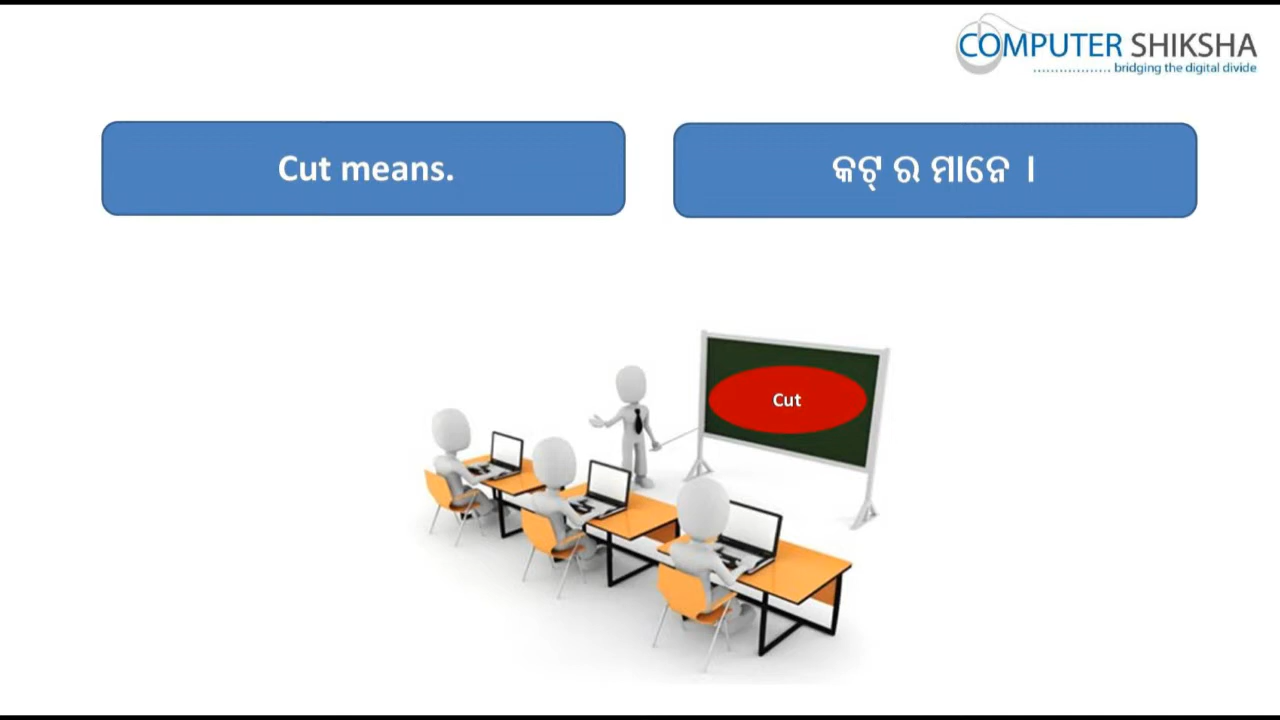 COMPUTER SHIKSHA
.................. bridging the digital divide
Cut means.
କଟ୍ ର ମାନେ ।
Cut